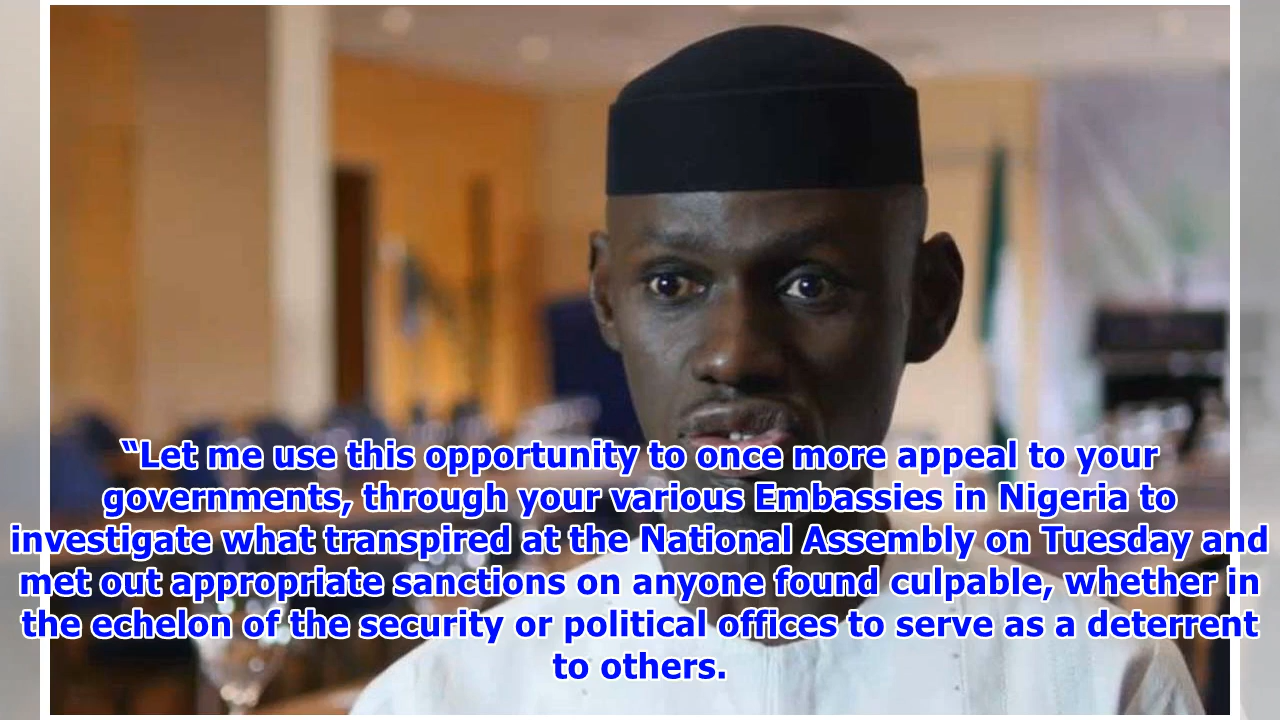 “Let me use this opportunity to once more appeal to your
governments, through your various Embassies in Nigeria to
investigate what transpired at the National Assembly on Tuesday and
met out appropriate sanctions on anyone found culpable, whether in
the echelon of the security or political offices to serve as a deterrent
to others.